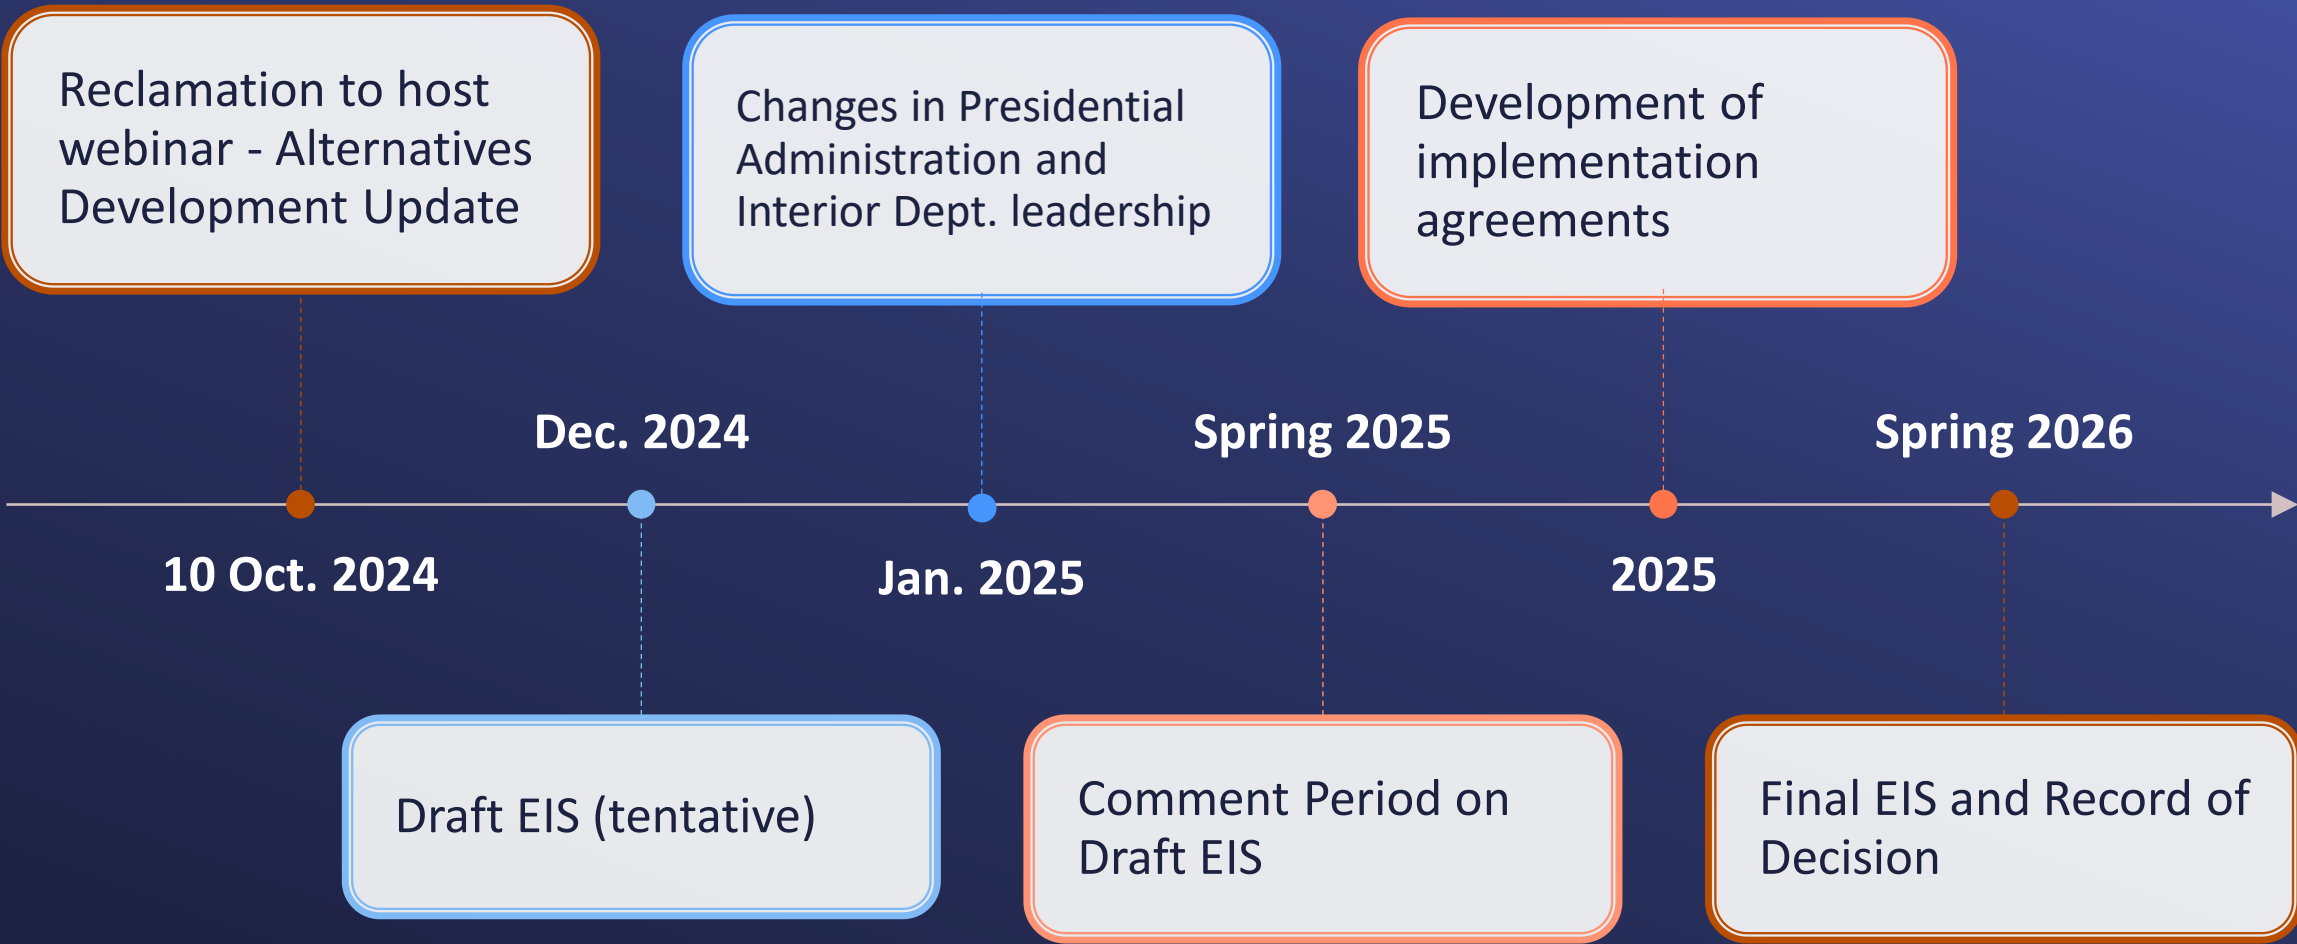 Reclamation to host
webinar - Alternatives
Development Update
Changes in Presidential
Administration and
Interior Dept. leadership
Development of
implementation
agreements
Dec. 2024
Spring 2025
Spring 2026
10 Oct. 2024
Jan. 2025
2025
Draft EIS (tentative)
Comment Period on
Draft EIS
Final EIS and Record of
Decision